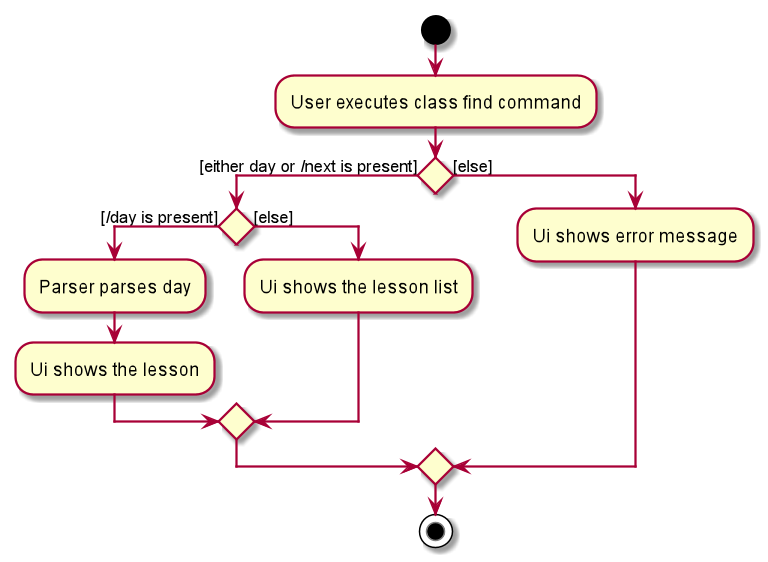 User executes class find command
[either day or /next is present]
[else]
[/day is present]
[else]
Ui shows error message
Parser parses day
Ui shows the lesson list
Ui shows the lesson